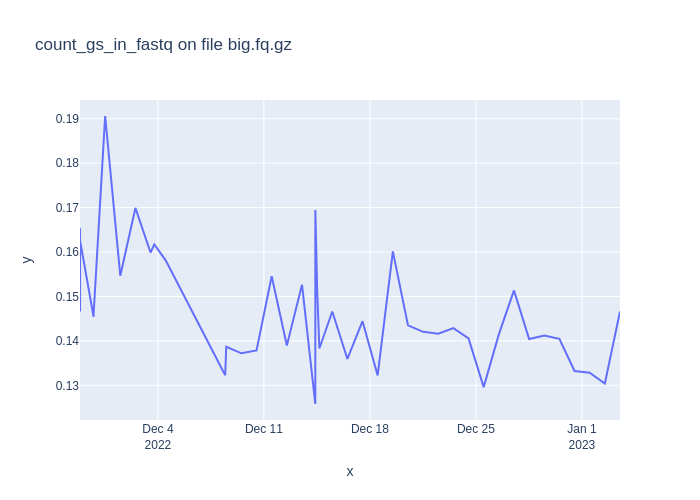 count_gs_in_fastq on file big.fq.gz
0.19
0.18
0.17
0.16
0.15
0.14
0.13
y
Dec 4
2022
Dec 11
Dec 18
Dec 25
Jan 1
2023
x